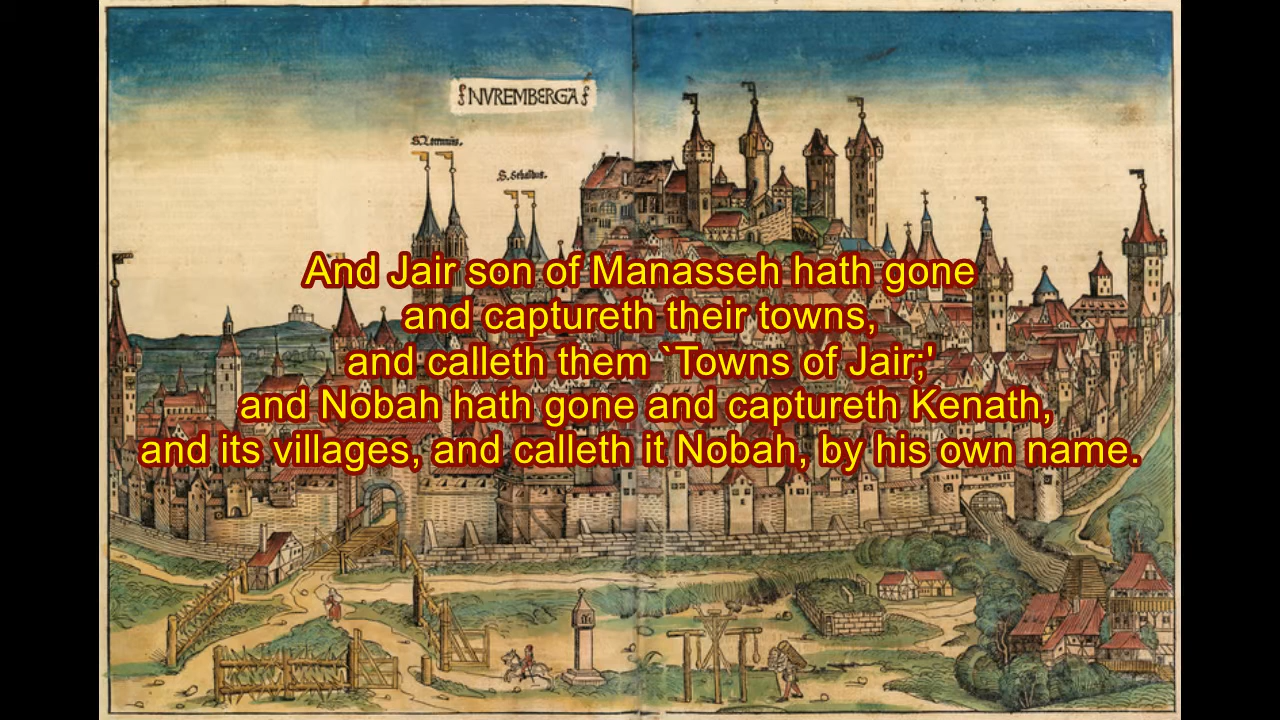 NVREMBERGA
S. Sebaldus.
And Jair son of Manasseh hath gone
and captureth their towns,
and calleth them `Towns of Jair;'
and Nobah hath gone and captureth Kenath,
and its villages, and calleth it Nobah, by his own name.